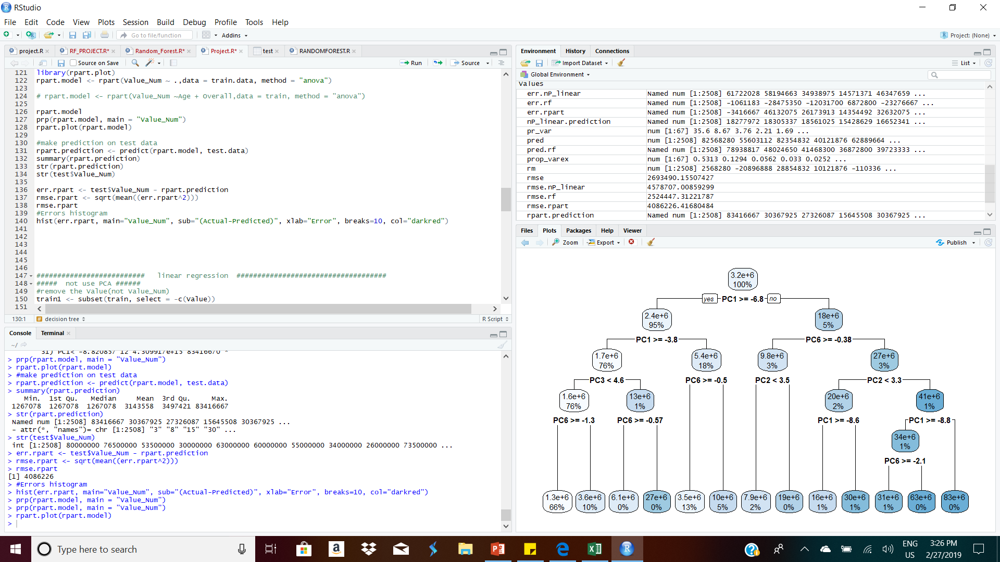 RStudio
File Edit Code View Plots Session Build Debug Profile Tools Help
Go to file/function Addins Project: (None)
project.R RF_PROJECT.R* Random_Forest.R* Project.R* test RANDOMFOREST.R
Source on Save Run Source
121 library(rpart.plot)
122 rpart.model <- rpart(Value_Num ~ .,data = train.data, method = "anova")
123
124 # rpart.model <- rpart(Value_Num ~Age + Overall,data = train, method = "anova")
125
126 rpart.model
127 prp(rpart.model, main = "Value_Num")
128 rpart.plot(rpart.model)
129
130 #make prediction on test data
131 rpart.prediction <- predict(rpart.model, test.data)
132 summary(rpart.prediction)
133 str(rpart.prediction)
134 str(test$Value_Num)
135
136 err.rpart <- test$Value_Num - rpart.prediction
137 rmse.rpart <- sqrt(mean((err.rpart^2)))
138 rmse.rpart
139 #Errors histogram
140 hist(err.rpart, main="Value_Num", sub="(Actual-Predicted)", xlab="Error", breaks=10, col="darkred")
141
142
143
144
145
146
147 ########################## linear regression ####################################
148 ##### not use PCA ######
149 #remove the Value(not Value_Num)
150 train1 <- subset(train, select = -c(Value))
151
130:1 # decision tree R Script
Console Terminal
~/
31) PC1< -8.820857 12 4.309917e+15 83416670 *
> prp(rpart.model, main = "Value_Num")
> rpart.plot(rpart.model)
> #make prediction on test data
> rpart.prediction <- predict(rpart.model, test.data)
> summary(rpart.prediction)
Min. 1st Qu. Median Mean 3rd Qu. Max.
1267078 1267078 1267078 3143558 3497421 83416667
> str(rpart.prediction)
Named num [1:2508] 83416667 30367925 27326087 15645508 30367925 ...
- attr(*, "names")= chr [1:2508] "3" "8" "15" "30" ...
> str(test$Value_Num)
int [1:2508] 80000000 76500000 53500000 30000000 63000000 60000000 55000000 34000000 26000000 73500000 ...
> err.rpart <- test$Value_Num - rpart.prediction
> rmse.rpart <- sqrt(mean((err.rpart^2)))
> rmse.rpart
[1] 4086226
> #Errors histogram
> hist(err.rpart, main="Value_Num", sub="(Actual-Predicted)", xlab="Error", breaks=10, col="darkred")
> prp(rpart.model, main = "Value_Num")
> prp(rpart.model, main = "Value_Num")
> rpart.plot(rpart.model)
>
Environment History Connections
Import Dataset List
Global Environment
Values
err.nP_linear Named num [1:2508] 61722028 58194663 34938975 14571371 46347659 ...
err.rf Named num [1:2508] -1061183 -28475350 -12031700 6872800 -23276667 ...
err.rpart Named num [1:2508] -3416667 46132075 26173913 14354492 32632075 ...
nP_linear.prediction Named num [1:2508] 18277972 18305337 18561025 15428629 16652341 ...
pr_var num [1:67] 35.6 8.67 3.76 2.21 1.69 ...
pred num [1:2508] 82568280 55603112 82354832 40121876 62889664 ...
pred.rf Named num [1:2508] 78938817 48024650 41468300 36872800 39723333 ...
prop_varex num [1:67] 0.5313 0.1294 0.0562 0.033 0.0252 ...
rm num [1:2508] 2568280 -20896888 28854832 10121876 -110336 ...
rmse 2693490.15507427
rmse.nP_linear 4578707.00859299
rmse.rf 2524447.31221787
rmse.rpart 4086226.41680484
rpart.prediction Named num [1:2508] 83416667 30367925 27326087 15645508 30367925 ...
Files Plots Packages Help Viewer
Zoom Export Publish
3.2e+6
100%
yes PC1 >= -6.8 no
2.4e+6 18e+6
95% 5%
PC1 >= -3.8 PC6 >= -0.38
1.7e+6 5.4e+6 9.8e+6 27e+6
76% 18% 3% 3%
PC3 < 4.6 PC6 >= -0.5 PC2 < 3.5 PC2 < 3.3
1.6e+6 13e+6 20e+6 41e+6
76% 1% 2% 1%
PC6 >= -1.3 PC6 >= -0.57 PC1 >= -8.6 PC1 >= -8.8
34e+6
1%
PC6 >= -2.1
1.3e+6 3.6e+6 6.1e+6 27e+6 3.5e+6 10e+6 7.9e+6 19e+6 16e+6 30e+6 31e+6 63e+6 83e+6
66% 10% 0% 0% 13% 5% 2% 0% 1% 1% 1% 0% 0%
Type here to search
ENG 3:26 PM
US 2/27/2019